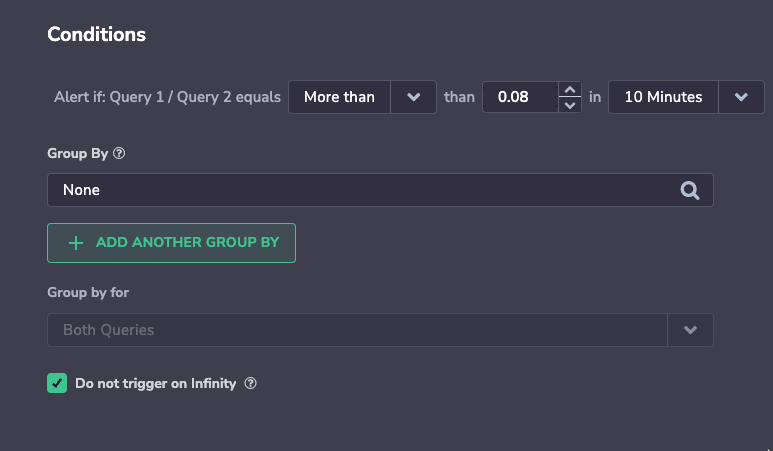 Conditions
Alert if: Query 1 / Query 2 equals More than than 0.08 in 10 Minutes
Group By
None
ADD ANOTHER GROUP BY
Group by for
Both Queries
Do not trigger on Infinity